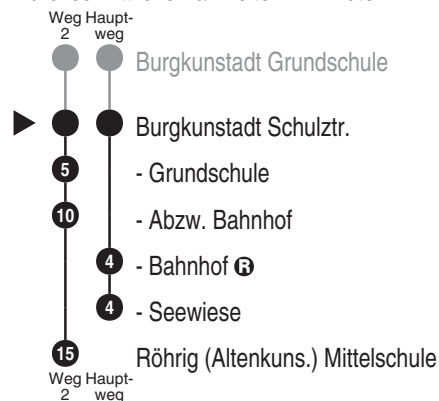 Weg Haupt-
2 weg
Burgkunstadt Grundschule
Burgkunstadt Schulztr.
5 - Grundschule
10 - Abzw. Bahnhof
4 - Bahnhof R
4 - Seewiese
15 Röhrig (Altenkuns.) Mittelschule
Weg Haupt-
2 weg